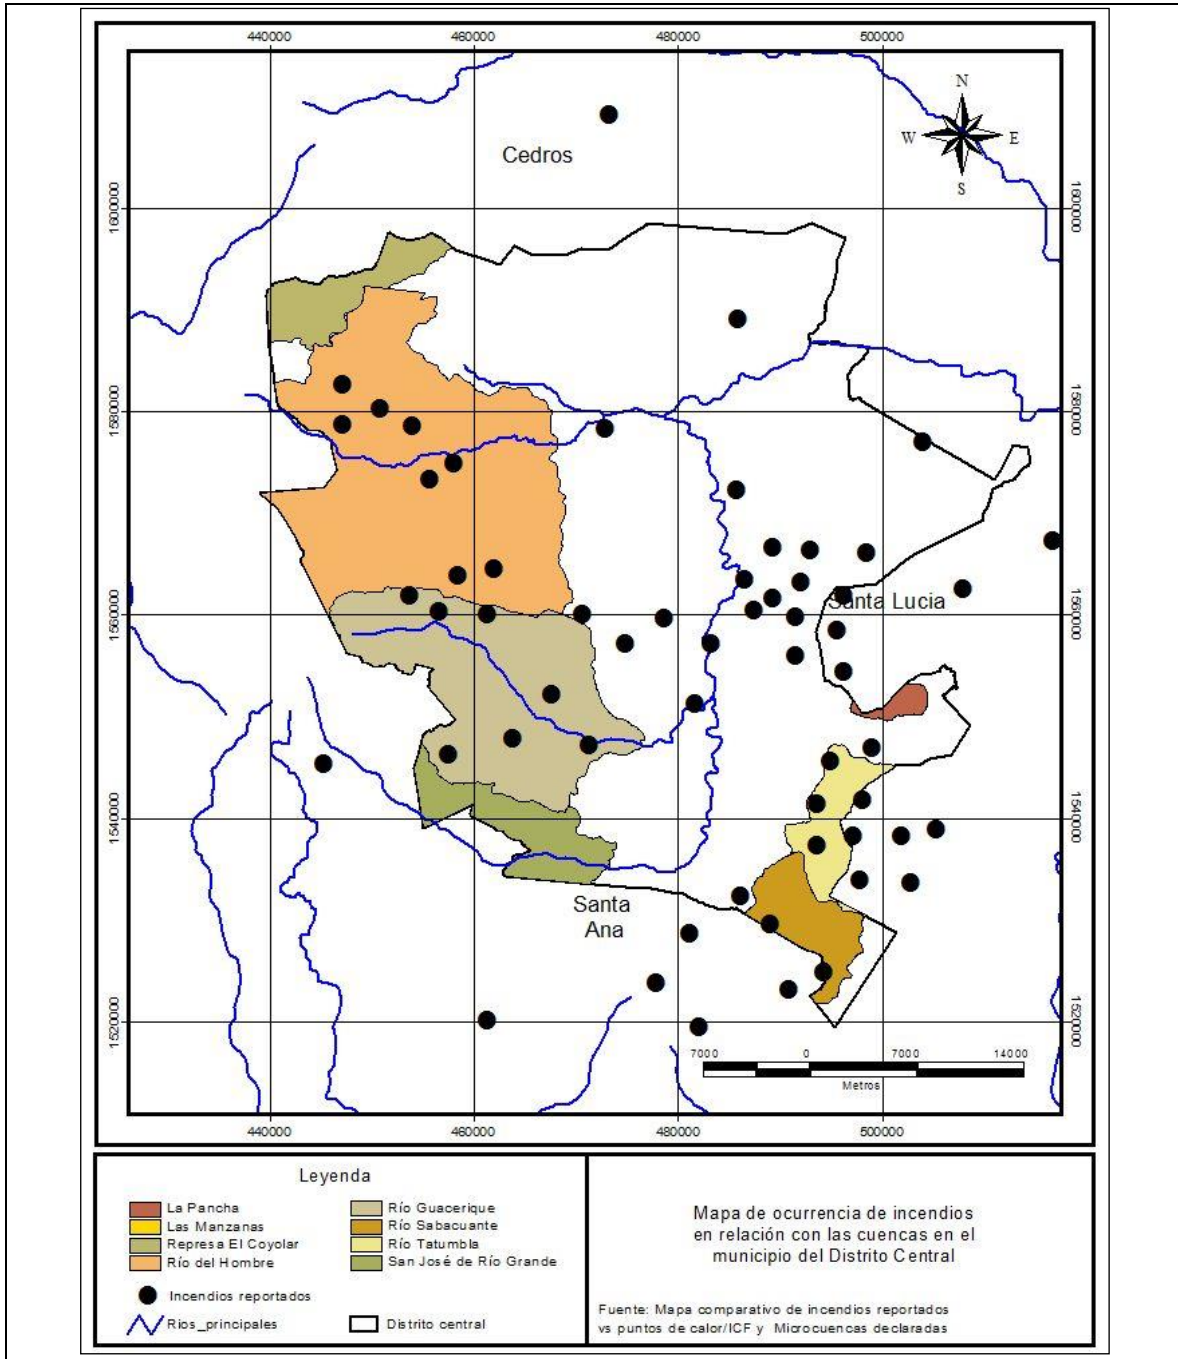 440000 460000 480000 500000
N
W E
S
Cedros
1600000 1600000
1580000 1580000
Santa Lucia
1560000 1560000
1540000 1540000
Santa
Ana
1520000 1520000
7000 0 7000 14000
Metros
440000 460000 480000 500000
Leyenda
La Pancha
Las Manzanas
Represa El Coyolar
Río del Hombre
Río Guacerique
Río Sabacuante
Río Tatumbla
San José de Río Grande
Incendios reportados
Rios_principales
Distrito central
Mapa de ocurrencia de incendios
en relación con las cuencas en el
municipio del Distrito Central
Fuente: Mapa comparativo de incendios reportados
vs puntos de calor/ICF y Microcuencas declaradas